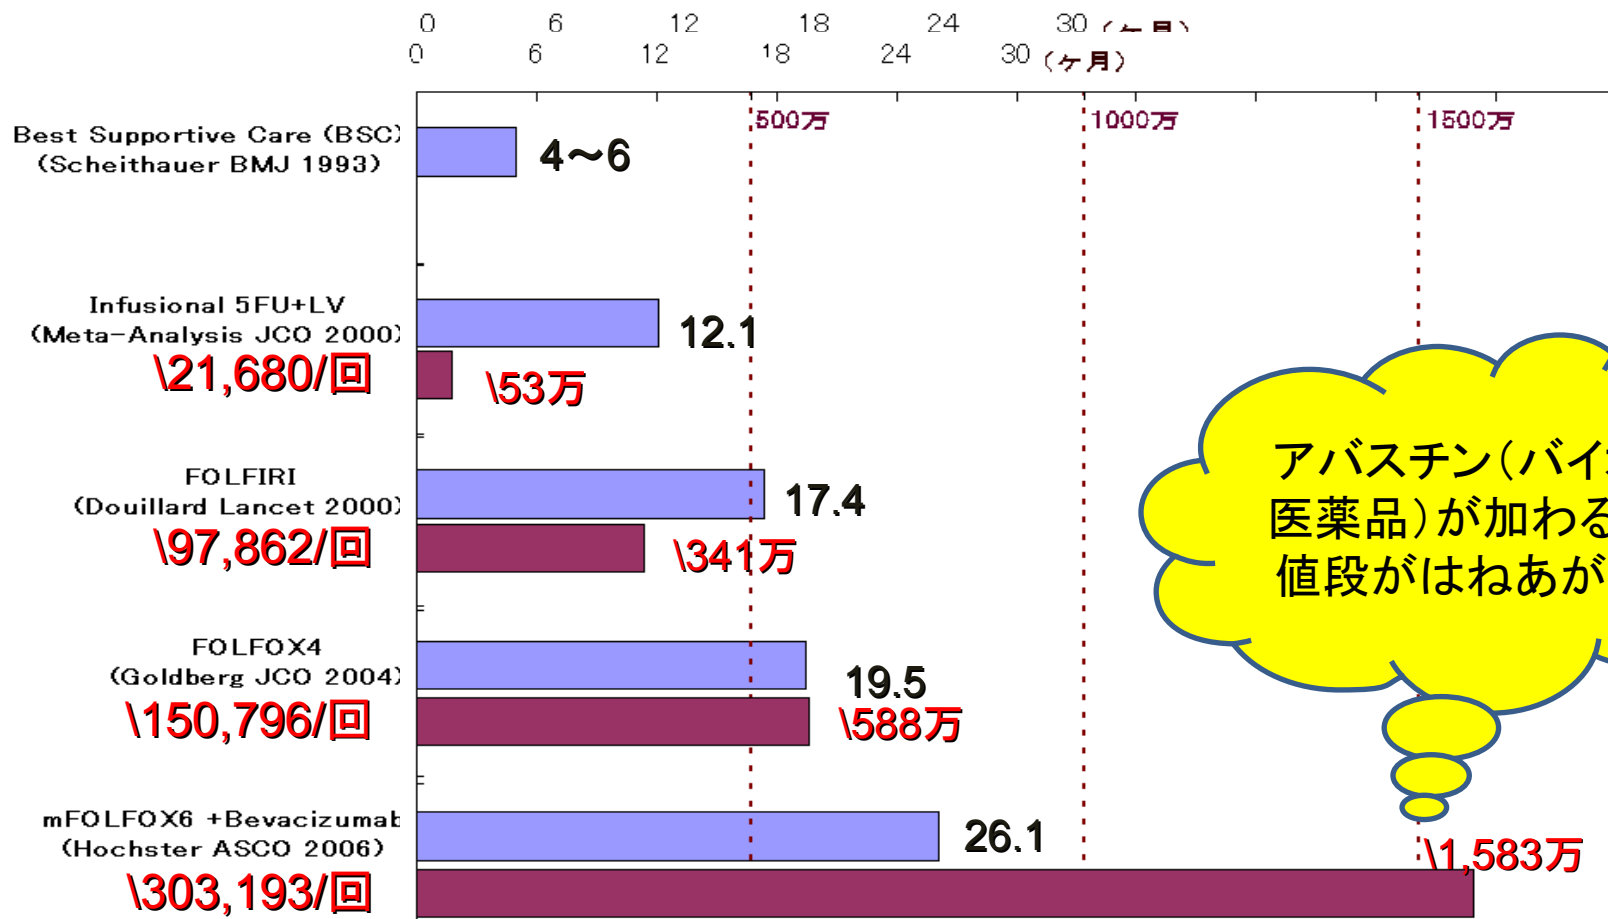 0 6 12 18 24 30 (ヶ月)
0 6 12 18 24 30 (ヶ月)
500万 1000万 1500万
Best Supportive Care (BSC)
(Scheithauer BMJ 1993)
4～6
Infusional 5FU+LV
(Meta-Analysis JCO 2000)
12.1
\21,680/回
\53万
FOLFIRI
(Douillard Lancet 2000)
17.4
\97,862/回
\341万
アバスチン(バイ
医薬品)が加わる
値段がはねあが
FOLFOX4
(Goldberg JCO 2004)
19.5
\150,796/回
\588万
mFOLFOX6 +Bevacizumab
(Hochster ASCO 2006)
26.1
\303,193/回
\1,583万